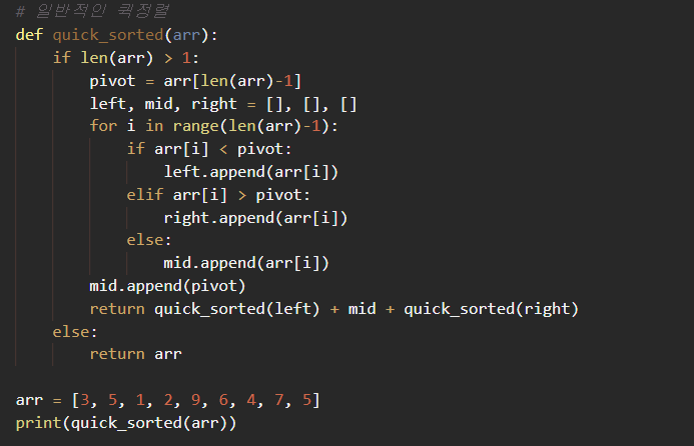 # 일반적인 퀵정렬
def quick_sorted(arr):
    if len(arr) > 1:
        pivot = arr[len(arr)-1]
        left, mid, right = [], [], []
        for i in range(len(arr)-1):
            if arr[i] < pivot:
                left.append(arr[i])
            elif arr[i] > pivot:
                right.append(arr[i])
            else:
                mid.append(arr[i])
        mid.append(pivot)
        return quick_sorted(left) + mid + quick_sorted(right)
    else:
        return arr

arr = [3, 5, 1, 2, 9, 6, 4, 7, 5]
print(quick_sorted(arr))